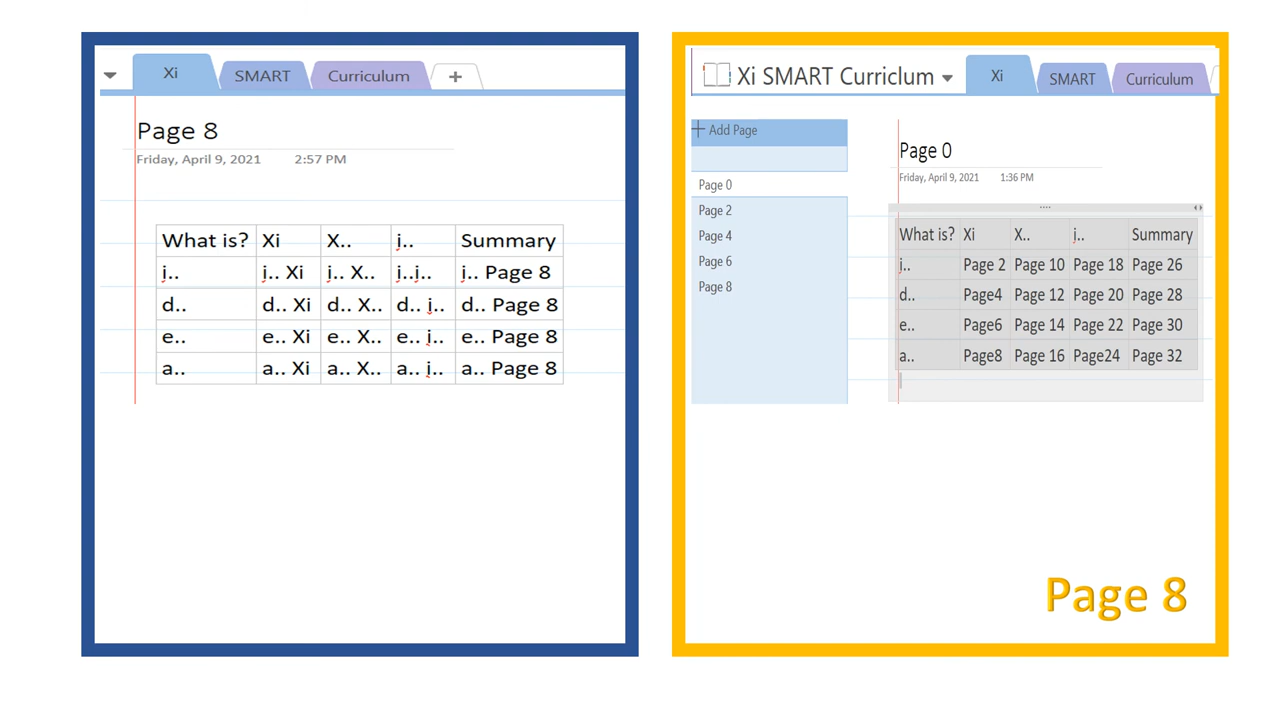 Xi SMART Curriculum +
Page 8
Friday, April 9, 2021 2:57 PM
What is? Xi X.. j.. Summary
j.. j.. Xi j.. X.. j..j.. j.. Page 8
d.. d.. Xi d.. X.. d.. j.. d.. Page 8
e.. e.. Xi e.. X.. e.. j.. e.. Page 8
a.. a.. Xi a.. X.. a.. j.. a.. Page 8
Xi SMART Curriclum Xi SMART Curriculum
+ Add Page
Page 0
Page 2
Page 4
Page 6
Page 8
Page 0
Friday, April 9, 2021 1:36 PM
What is? Xi X.. j.. Summary
j.. Page 2 Page 10 Page 18 Page 26
d.. Page4 Page 12 Page 20 Page 28
e.. Page6 Page 14 Page 22 Page 30
a.. Page8 Page 16 Page24 Page 32
Page 8